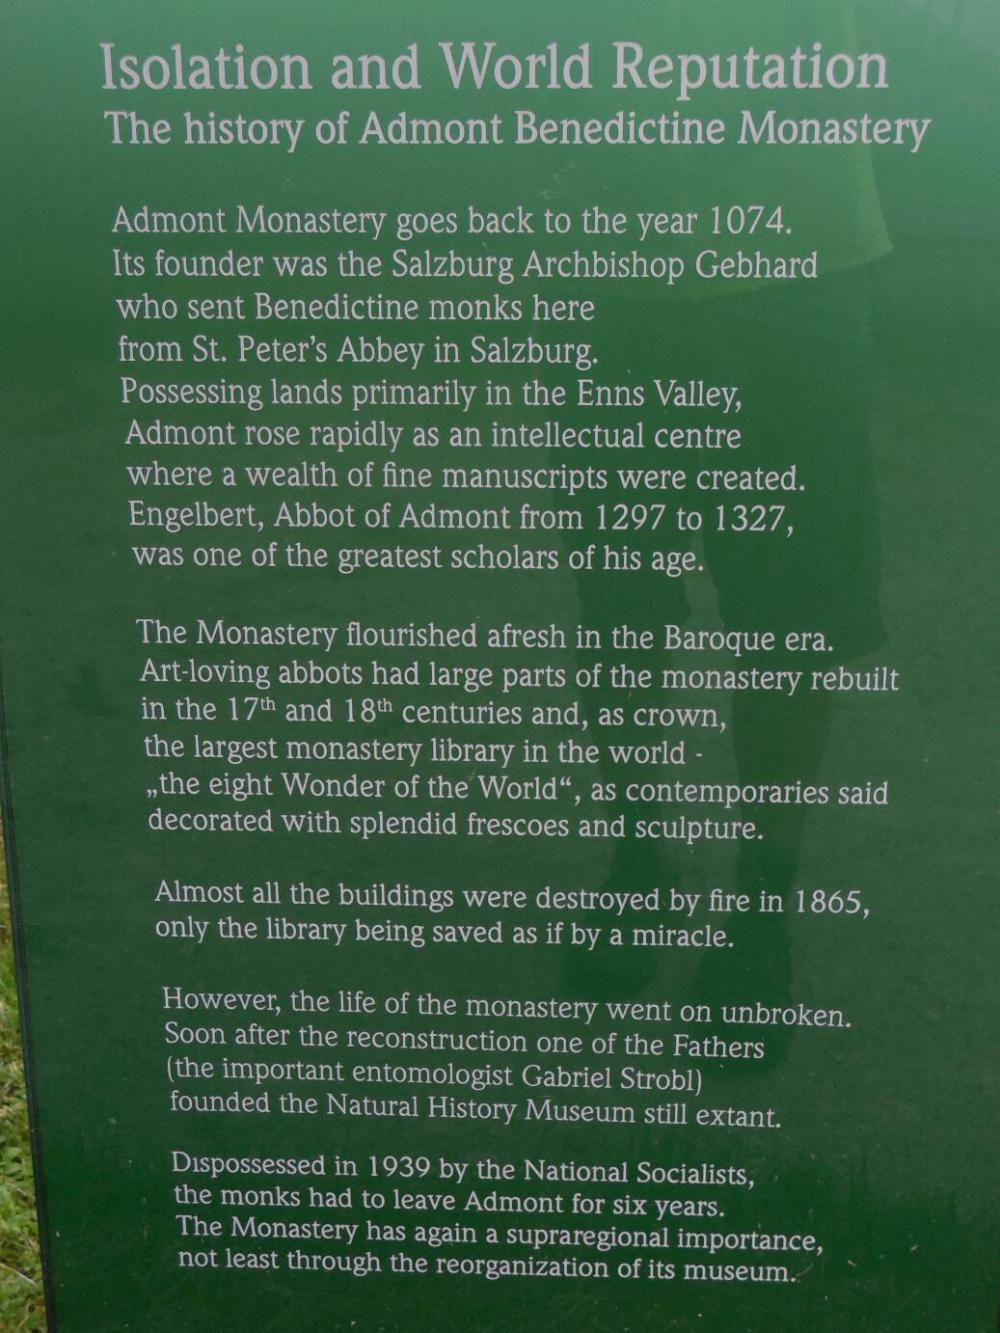 Isolation and World Reputation
The history of Admont Benedictine Monastery
Admont Monastery goes back to the year 1074.
Its founder was the Salzburg Archbishop Gebhard
who sent Benedictine monks here
from St. Peter's Abbey in Salzburg.
Possessing lands primarily in the Enns Valley,
Admont rose rapidly as an intellectual centre
where a wealth of fine manuscripts were created.
Engelbert, Abbot of Admont from 1297 to 1327,
was one of the greatest scholars of his age.
The Monastery flourished afresh in the Baroque era.
Art-loving abbots had large parts of the monastery rebuilt
in the 17th and 18th centuries and, as crown,
the largest monastery library in the world -
„the eight Wonder of the World“, as contemporaries said
decorated with splendid frescoes and sculpture.
Almost all the buildings were destroyed by fire in 1865,
only the library being saved as if by a miracle.
However, the life of the monastery went on unbroken.
Soon after the reconstruction one of the Fathers
(the important entomologist Gabriel Strobl)
founded the Natural History Museum still extant.
Dispossessed in 1939 by the National Socialists,
the monks had to leave Admont for six years.
The Monastery has again a supraregional importance,
not least through the reorganization of its museum.